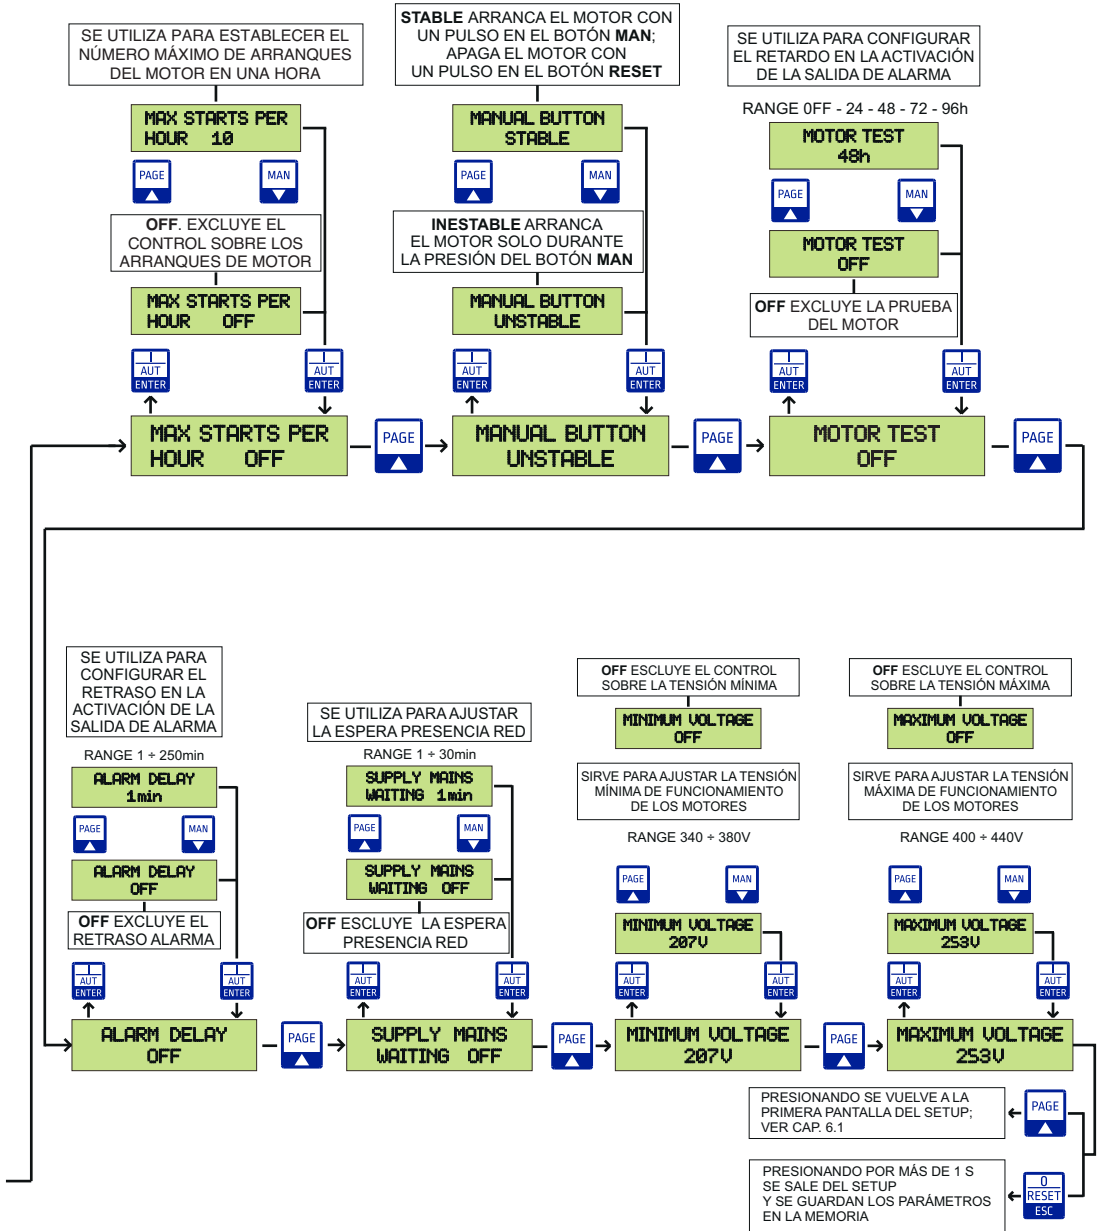 SE UTILIZA PARA ESTABLECER EL
NÚMERO MÁXIMO DE ARRANQUES
DEL MOTOR EN UNA HORA
MAX STARTS PER
HOUR 10
PAGE
MAN
OFF. EXCLUYE EL
CONTROL SOBRE LOS
ARRANQUES DE MOTOR
MAX STARTS PER
HOUR OFF
I
AUT
ENTER
I
AUT
ENTER
MAX STARTS PER
HOUR OFF
PAGE
STABLE ARRANCA EL MOTOR CON
UN PULSO EN EL BOTÓN MAN;
APAGA EL MOTOR CON
UN PULSO EN EL BOTÓN RESET
MANUAL BUTTON
STABLE
PAGE
MAN
INESTABLE ARRANCA
EL MOTOR SOLO DURANTE
LA PRESIÓN DEL BOTÓN MAN
MANUAL BUTTON
UNSTABLE
I
AUT
ENTER
I
AUT
ENTER
MANUAL BUTTON
UNSTABLE
PAGE
SE UTILIZA PARA CONFIGURAR
EL RETARDO EN LA ACTIVACIÓN
DE LA SALIDA DE ALARMA
RANGE 0FF - 24 - 48 - 72 - 96h
MOTOR TEST
48h
PAGE
MAN
MOTOR TEST
OFF
OFF EXCLUYE LA PRUEBA
DEL MOTOR
I
AUT
ENTER
I
AUT
ENTER
MOTOR TEST
OFF
PAGE
SE UTILIZA PARA
CONFIGURAR EL
RETRASO EN LA
ACTIVACIÓN DE LA
SALIDA DE ALARMA
RANGE 1 ÷ 250min
ALARM DELAY
1min
PAGE
MAN
ALARM DELAY
OFF
OFF EXCLUYE EL
RETRASO ALARMA
I
AUT
ENTER
I
AUT
ENTER
ALARM DELAY
OFF
PAGE
SE UTILIZA PARA AJUSTAR
LA ESPERA PRESENCIA RED
RANGE 1 ÷ 30min
SUPPLY MAINS
WAITING 1min
PAGE
MAN
SUPPLY MAINS
WAITING OFF
OFF ESCLUYE LA ESPERA
PRESENCIA RED
I
AUT
ENTER
I
AUT
ENTER
SUPPLY MAINS
WAITING OFF
PAGE
OFF ESCLUYE EL CONTROL
SOBRE LA TENSIÓN MÍNIMA
MINIMUM VOLTAGE
OFF
SIRVE PARA AJUSTAR LA TENSIÓN
MÍNIMA DE FUNCIONAMIENTO
DE LOS MOTORES
RANGE 340 ÷ 380V
PAGE
MAN
MINIMUM VOLTAGE
207V
I
AUT
ENTER
I
AUT
ENTER
MINIMUM VOLTAGE
207V
PAGE
OFF ESCLUYE EL CONTROL
SOBRE LA TENSIÓN MÁXIMA
MAXIMUM VOLTAGE
OFF
SIRVE PARA AJUSTAR LA TENSIÓN
MÁXIMA DE FUNCIONAMIENTO
DE LOS MOTORES
RANGE 400 ÷ 440V
PAGE
MAN
MAXIMUM VOLTAGE
253V
I
AUT
ENTER
I
AUT
ENTER
MAXIMUM VOLTAGE
253V
PRESIONANDO SE VUELVE A LA
PRIMERA PANTALLA DEL SETUP;
VER CAP. 6.1
PAGE
PRESIONANDO POR MÁS DE 1 S
SE SALE DEL SETUP
Y SE GUARDAN LOS PARÁMETROS
EN LA MEMORIA
0
RESET
ESC